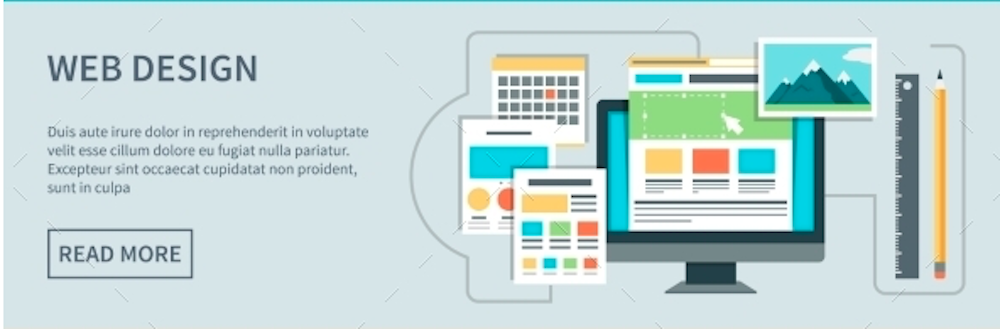 WEB DESIGN
Duis aute irure dolor in reprehenderit in voluptate
velit esse cillum dolore eu fugiat nulla pariatur.
Excepteur sint occaecat cupidatat non proident,
sunt in culpa
READ MORE